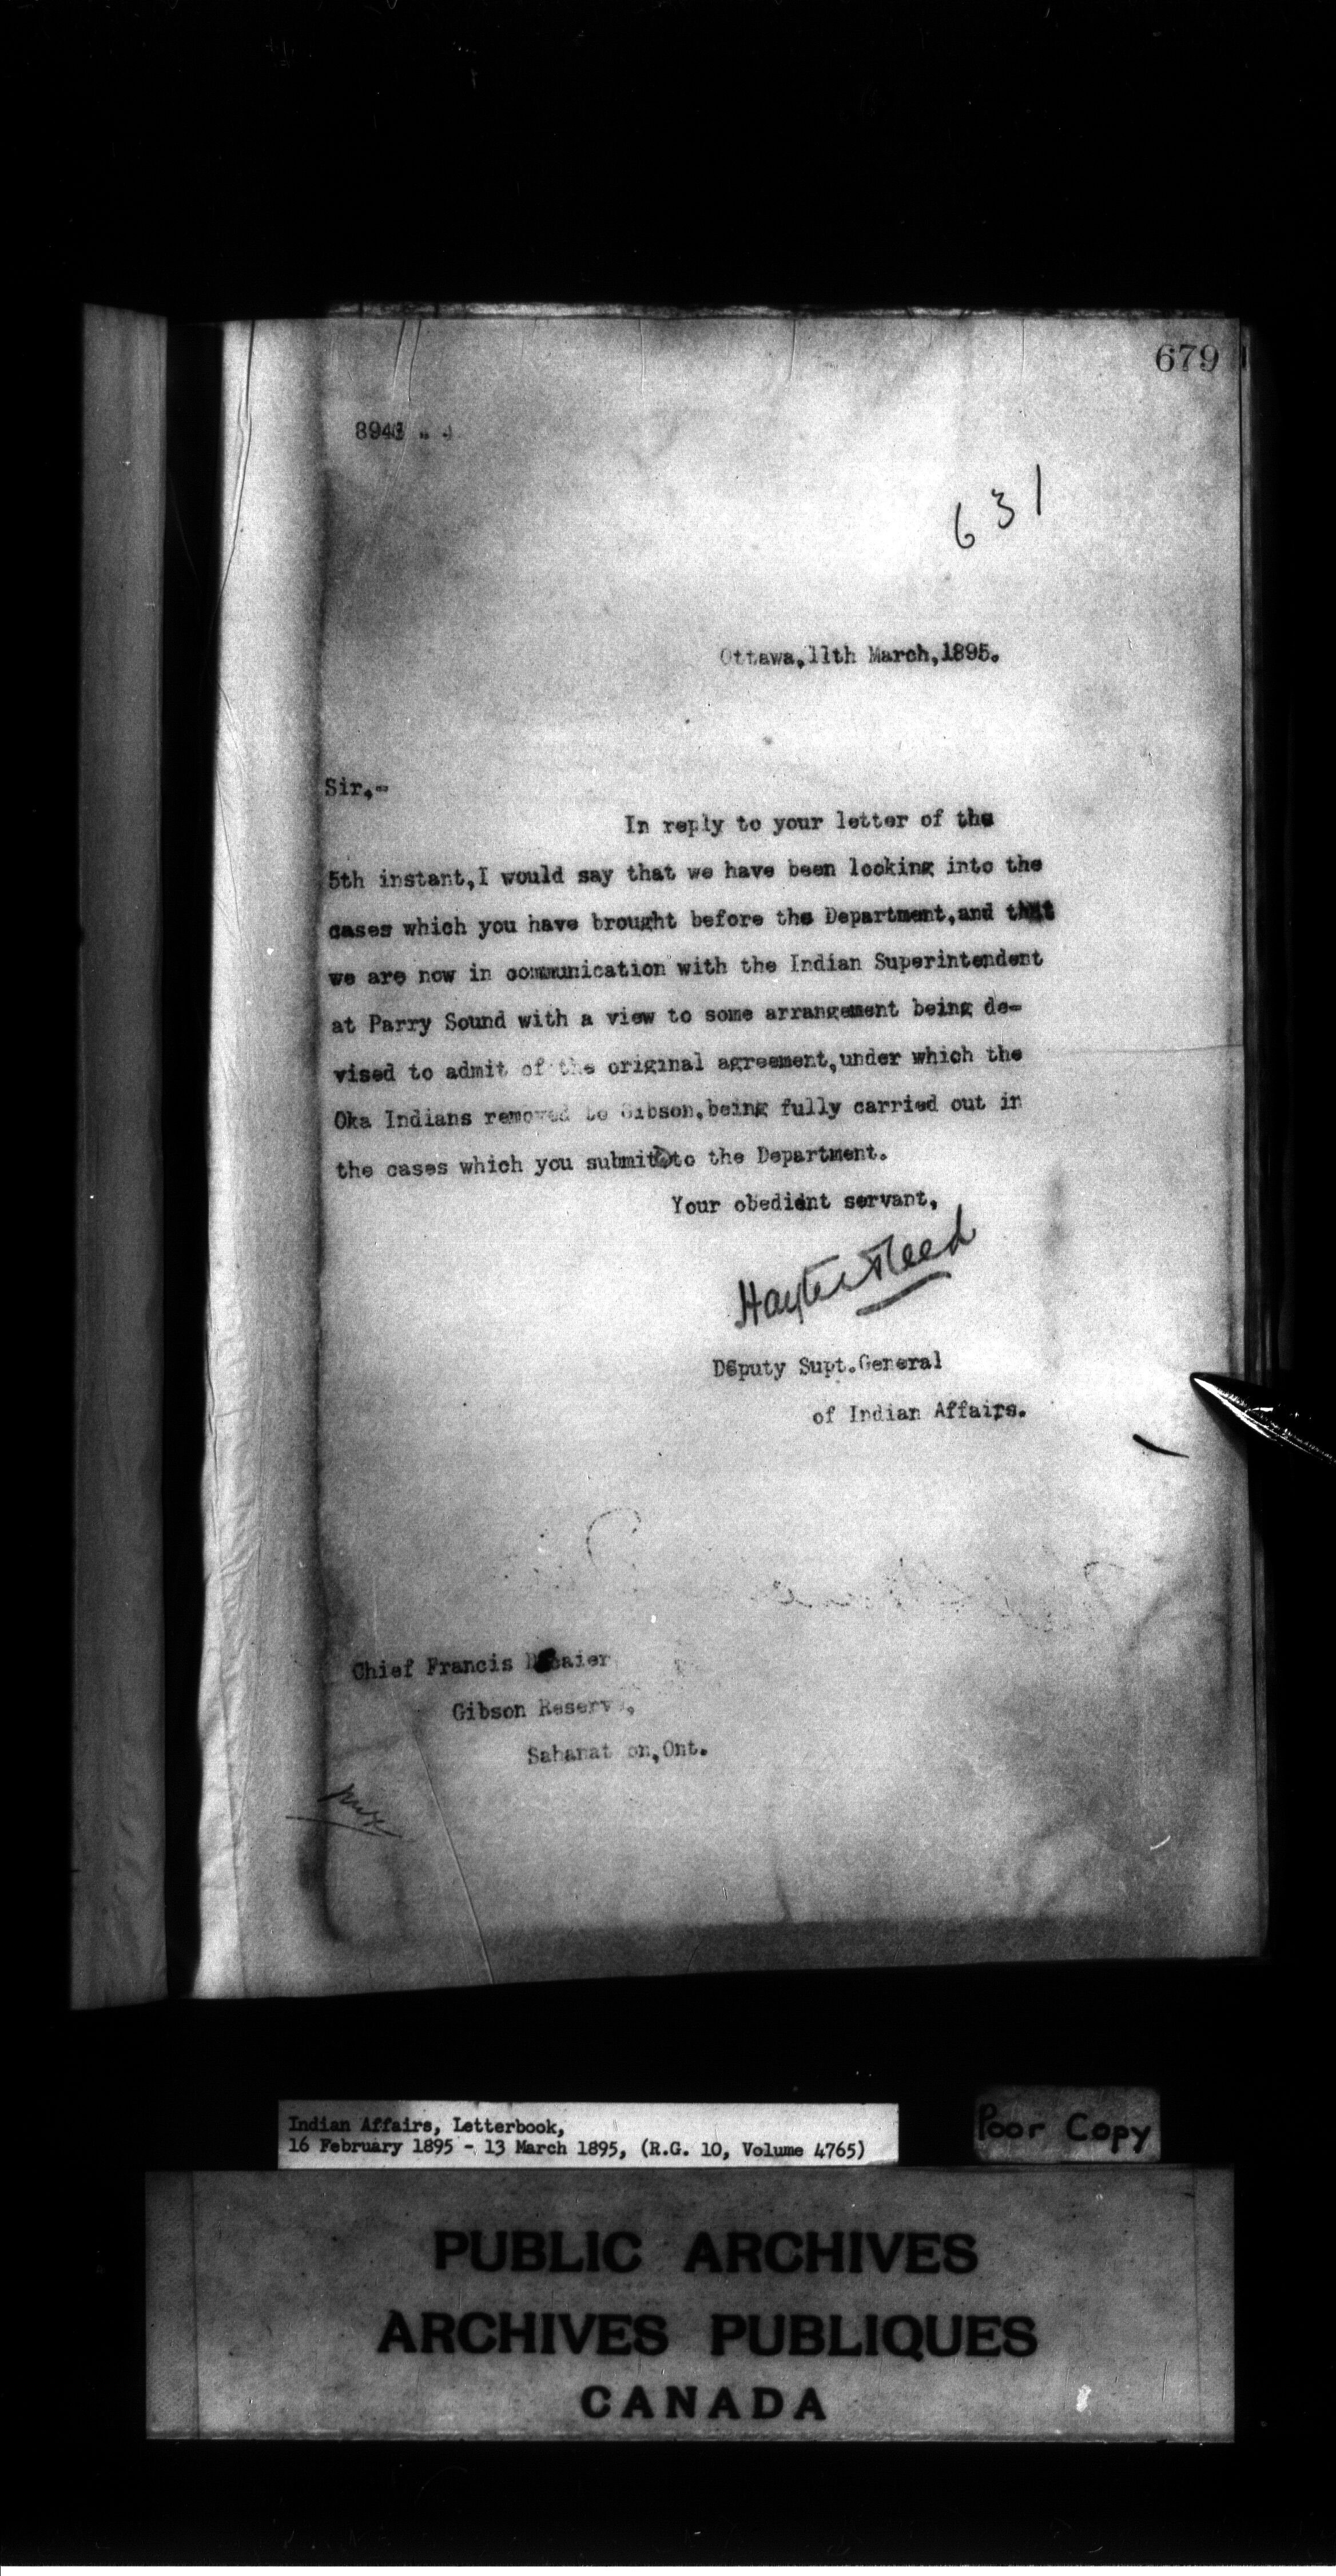 679
631
Ottawa,11th March,1895.
Sir,-
In reply to your letter of the
5th instant,I would say that we have been looking into the
cases which you have brought before the Department,and that
we are now in communication with the Indian Superintendent
at Parry Sound with a view to some arrangement being de-
vised to admit of the original agreement,under which the
Oka Indians removed to Gibson,being fully carried out in
the cases which you submit to the Department.
Your obedient servant,
Hayter Reed
Deputy Supt.General
of Indian Affairs.
Chief Francis
Gibson Reserve,
Ont.
Indian Affairs, Letterbook,
16 February 1895 - 13 March 1895, (R.G. 10, Volume 4765)
Poor Copy
PUBLIC ARCHIVES
ARCHIVES PUBLIQUES
CANADA